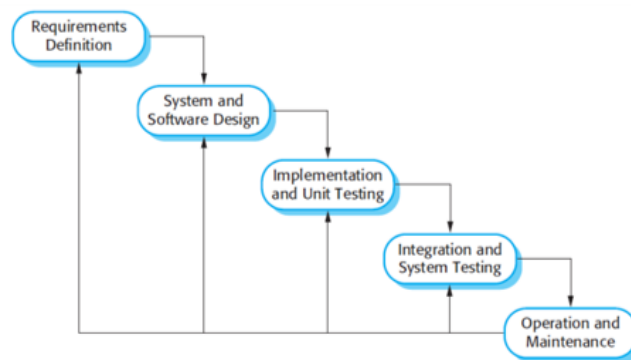 Requirements
Definition
System and
Software Design
Implementation
and Unit Testing
Integration and
System Testing
Operation and
Maintenance